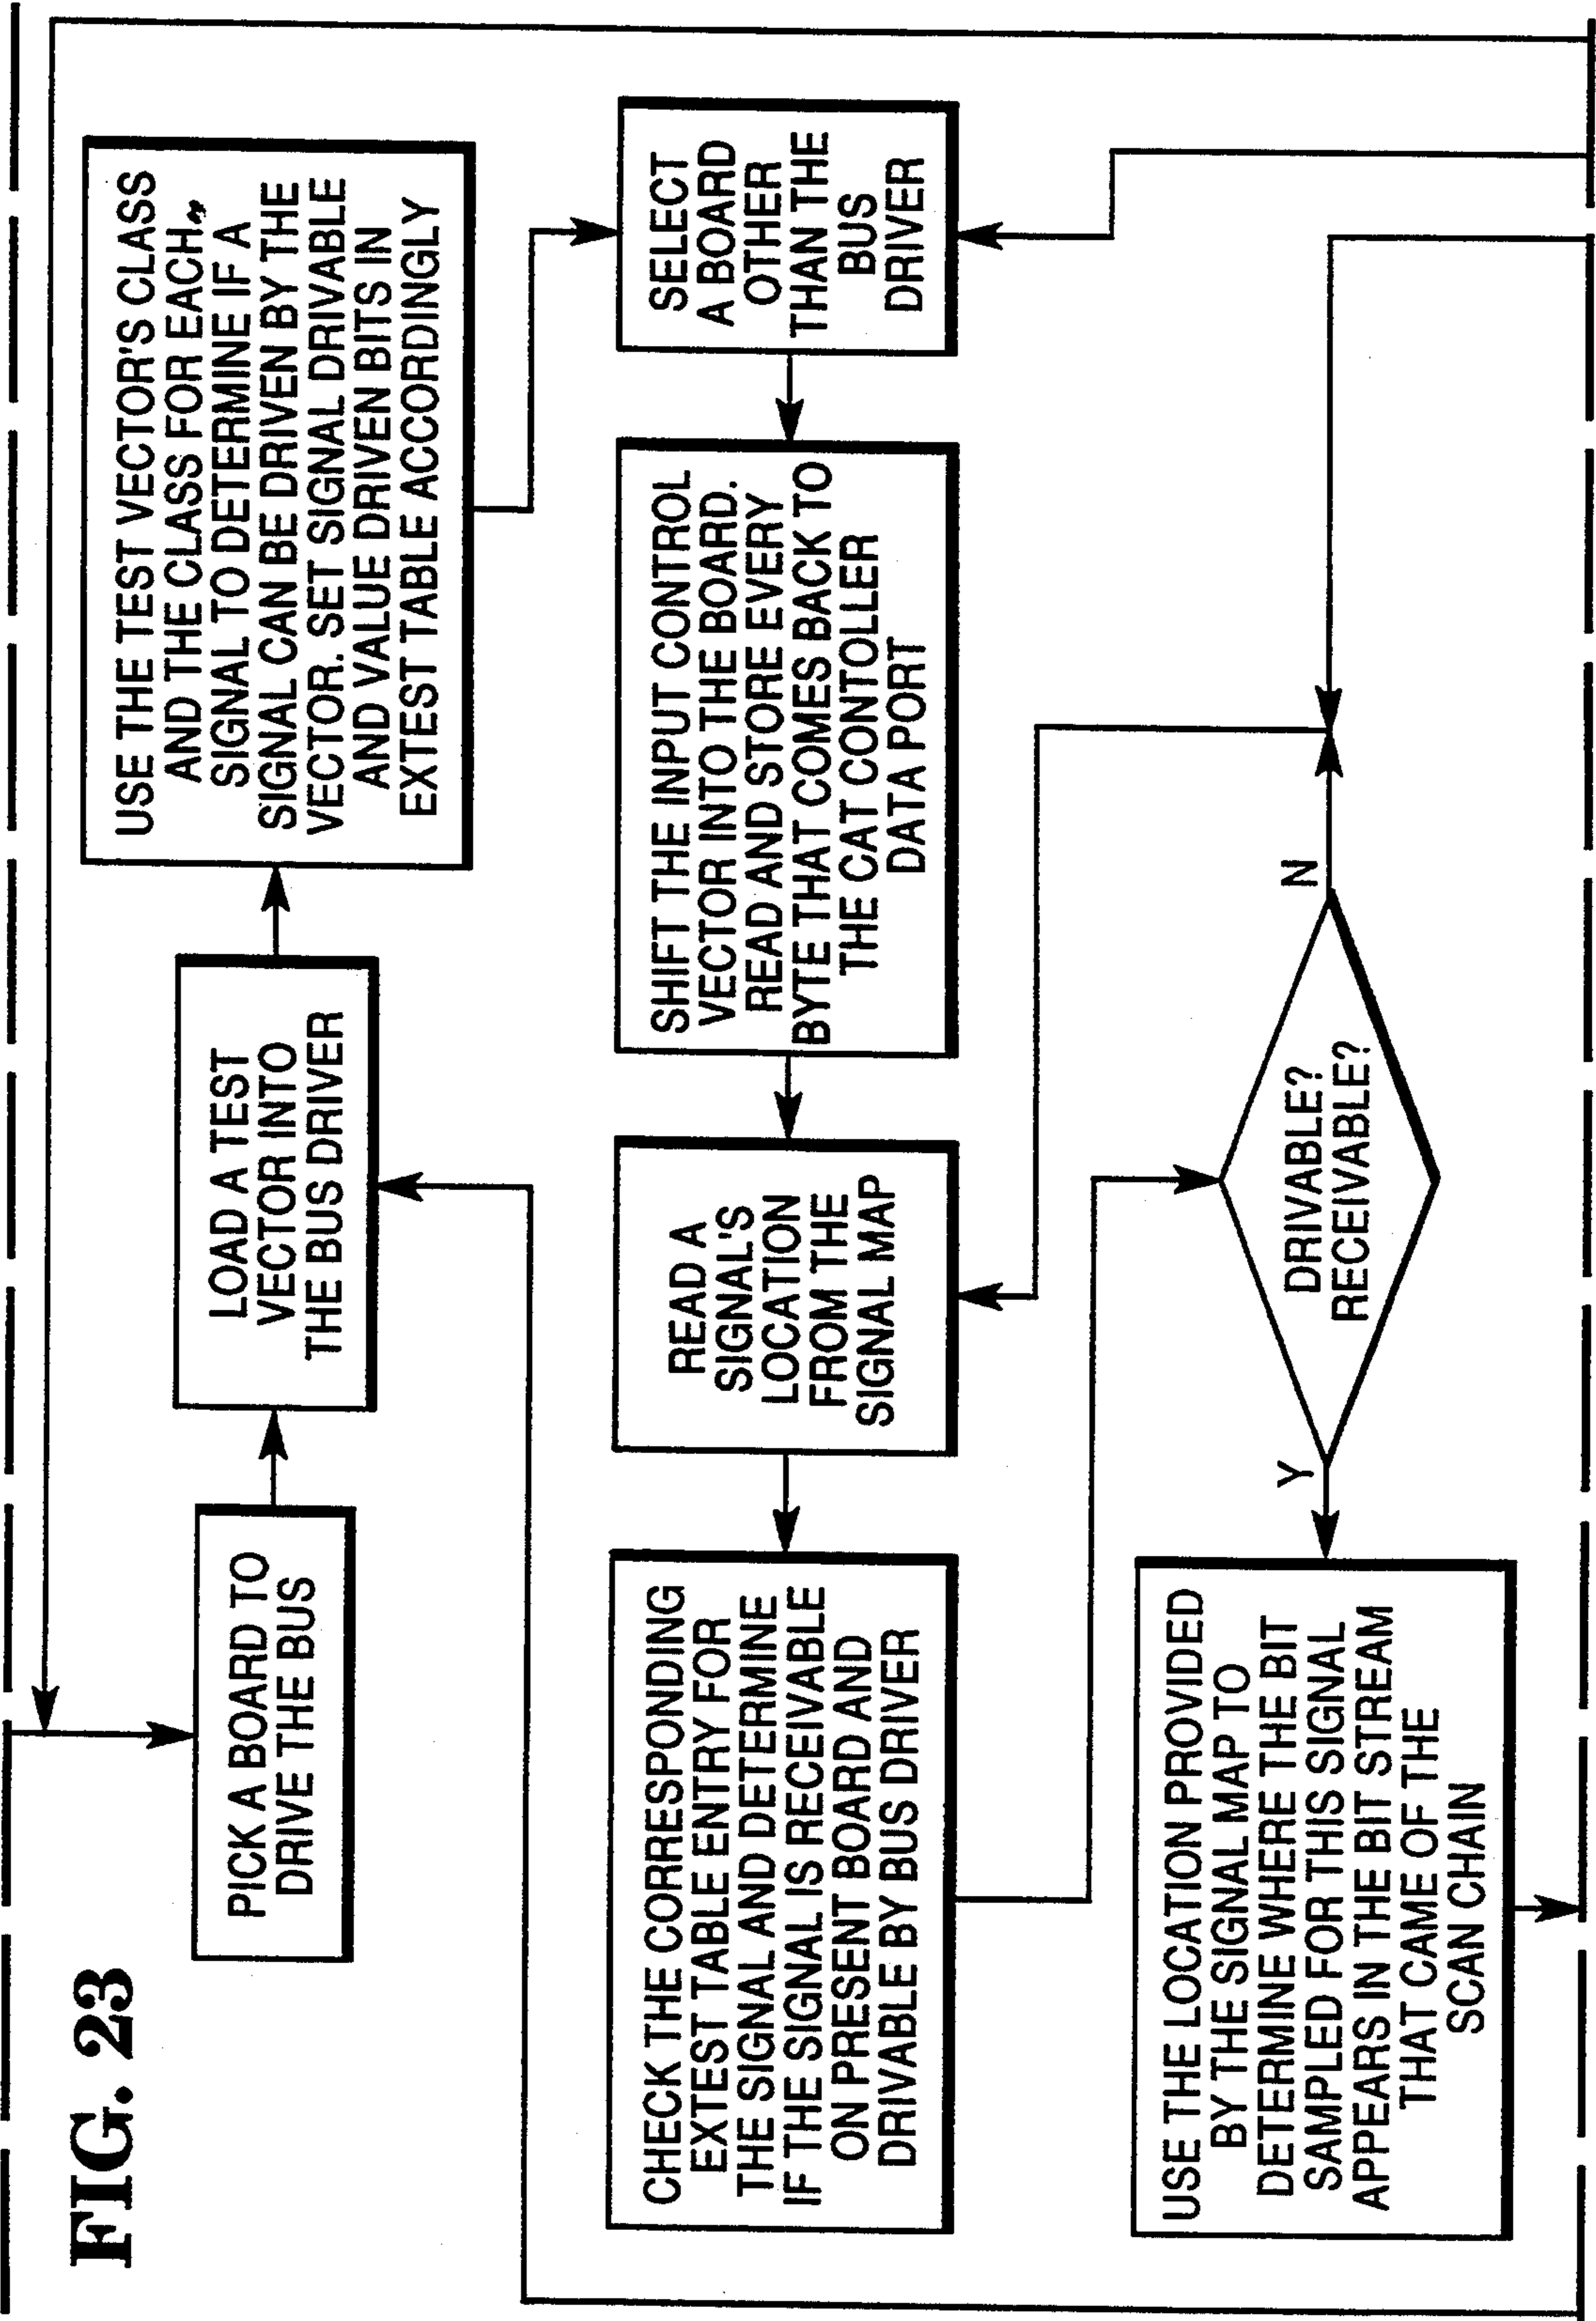 FIG. 23
PICK A BOARD TO
DRIVE THE BUS
LOAD A TEST
VECTOR INTO
THE BUS DRIVER
USE THE TEST VECTOR'S CLASS
AND THE CLASS FOR EACH
SIGNAL TO DETERMINE IF A
SIGNAL CAN BE DRIVEN BY THE
VECTOR. SET SIGNAL DRIVABLE
AND VALUE DRIVEN BITS IN
EXTEST TABLE ACCORDINGLY
SELECT
A BOARD
OTHER
THAN THE
BUS
DRIVER
SHIFT THE INPUT CONTROL
VECTOR INTO THE BOARD.
READ AND STORE EVERY
BYTE THAT COMES BACK TO
THE CAT CONTOLLER
DATA PORT
READ A
SIGNAL'S
LOCATION
FROM THE
SIGNAL MAP
CHECK THE CORRESPONDING
EXTEST TABLE ENTRY FOR
THE SIGNAL AND DETERMINE
IF THE SIGNAL IS RECEIVABLE
ON PRESENT BOARD AND
DRIVABLE BY BUS DRIVER
DRIVABLE?
RECEIVABLE?
N
Y
USE THE LOCATION PROVIDED
BY THE SIGNAL MAP TO
DETERMINE WHERE THE BIT
SAMPLED FOR THIS SIGNAL
APPEARS IN THE BIT STREAM
THAT CAME OF THE
SCAN CHAIN